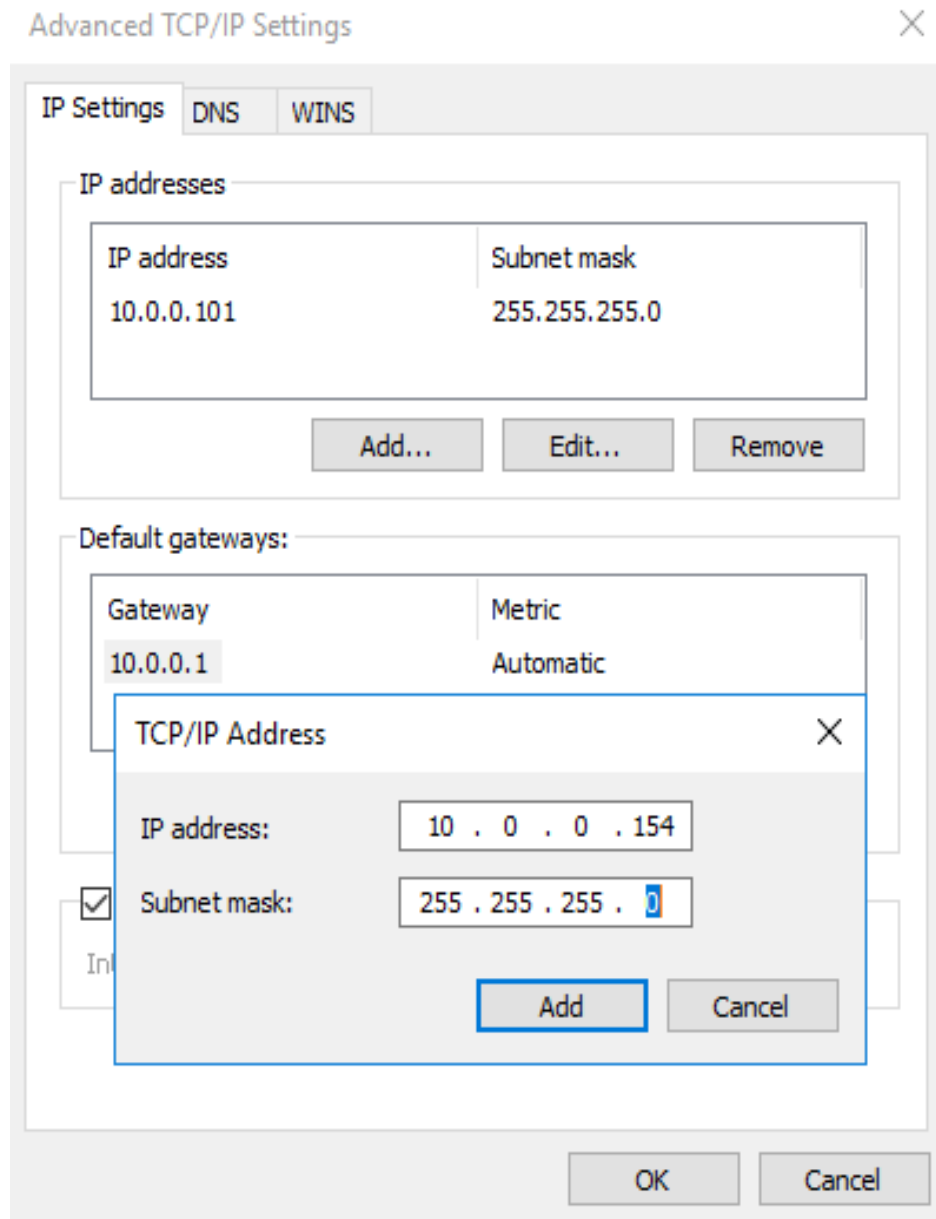 Advanced TCP/IP Settings
IP Settings DNS WINS
IP addresses
IP address Subnet mask
10.0.0.101 255.255.255.0
Add... Edit... Remove
Default gateways:
Gateway Metric
10.0.0.1 Automatic
TCP/IP Address
IP address: 10 . 0 . 0 . 154
Subnet mask: 255 . 255 . 255 . 0
Add Cancel
OK Cancel